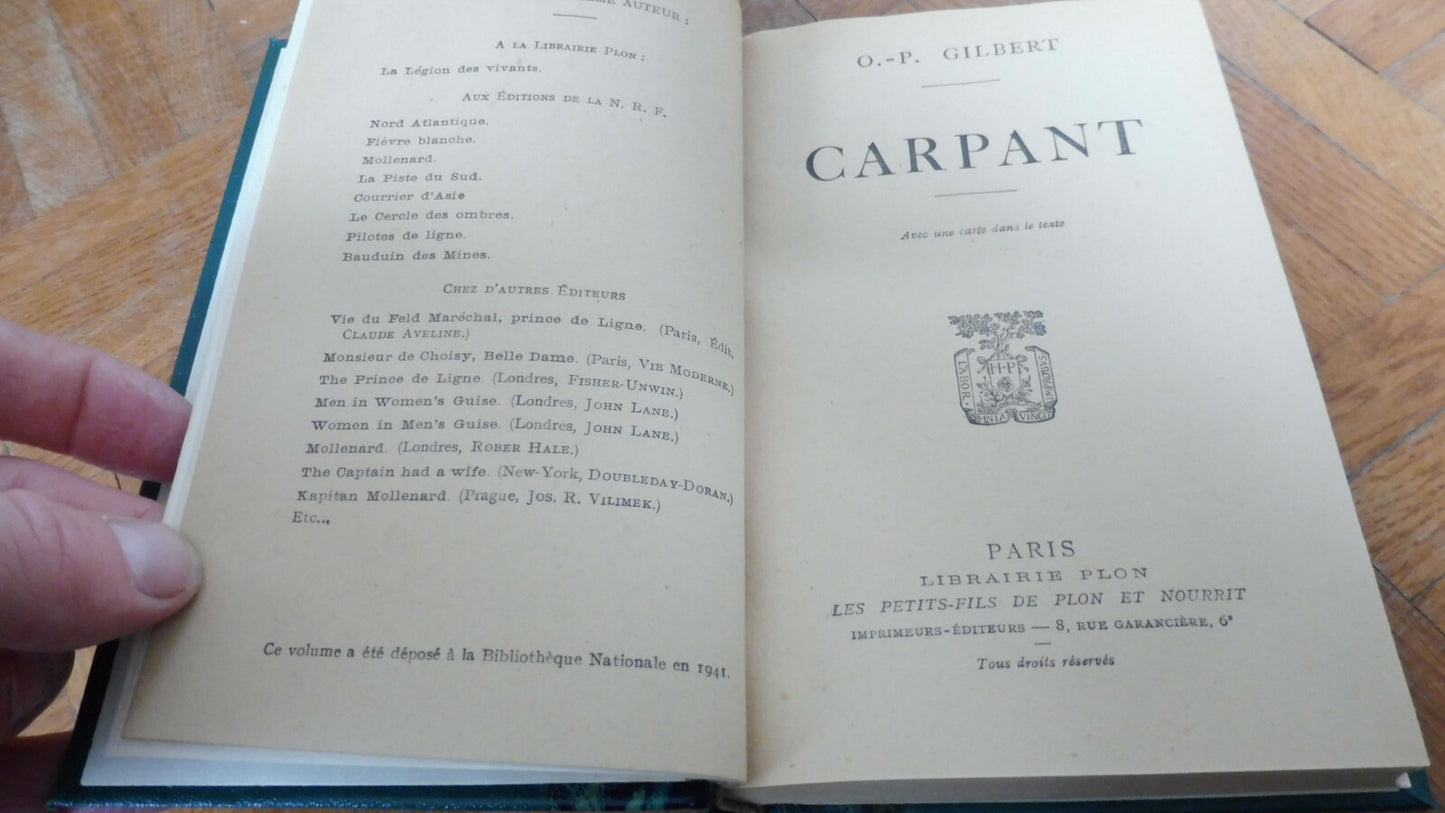 MÊME AUTEUR :
A LA LIBRAIRIE PLON :
La Légion des vivants.
AUX ÉDITIONS DE LA N. R. F.
Nord Atlantique.
Fièvre blanche.
Mollenard.
La Piste du Sud.
Courrier d'Asie
Le Cercle des ombres.
Pilotes de ligne.
Bauduin des Mines.
CHEZ D'AUTRES ÉDITEURS
Vie du Feld Maréchal, prince de Ligne. (Paris, Édit.
CLAUDE AVELINE.)
Monsieur de Choisy, Belle Dame. (Paris, VIE MODERNE.)
The Prince de Ligne. (Londres, FISHER-UNWIN.)
Men in Women's Guise. (Londres, JOHN LANE.)
Women in Men's Guise. (Londres, JOHN LANE.)
Mollenard. (Londres, ROBER HALE.)
The Captain had a wife. (New-York, DOUBLEDAY-DORAN.)
Kapitan Mollenard. (Prague, JOS. R. VILIMEK.)
Etc...
Ce volume a été déposé à la Bibliothèque Nationale en 1941.
O.-P. GILBERT
CARPANT
Avec une carte dans le texte
H·P
LABOR · OMNIA VINCIT IMPROBVS
PARIS
LIBRAIRIE PLON
LES PETITS-FILS DE PLON ET NOURRIT
IMPRIMEURS-ÉDITEURS — 8, RUE GARANCIÈRE, 6e
Tous droits réservés